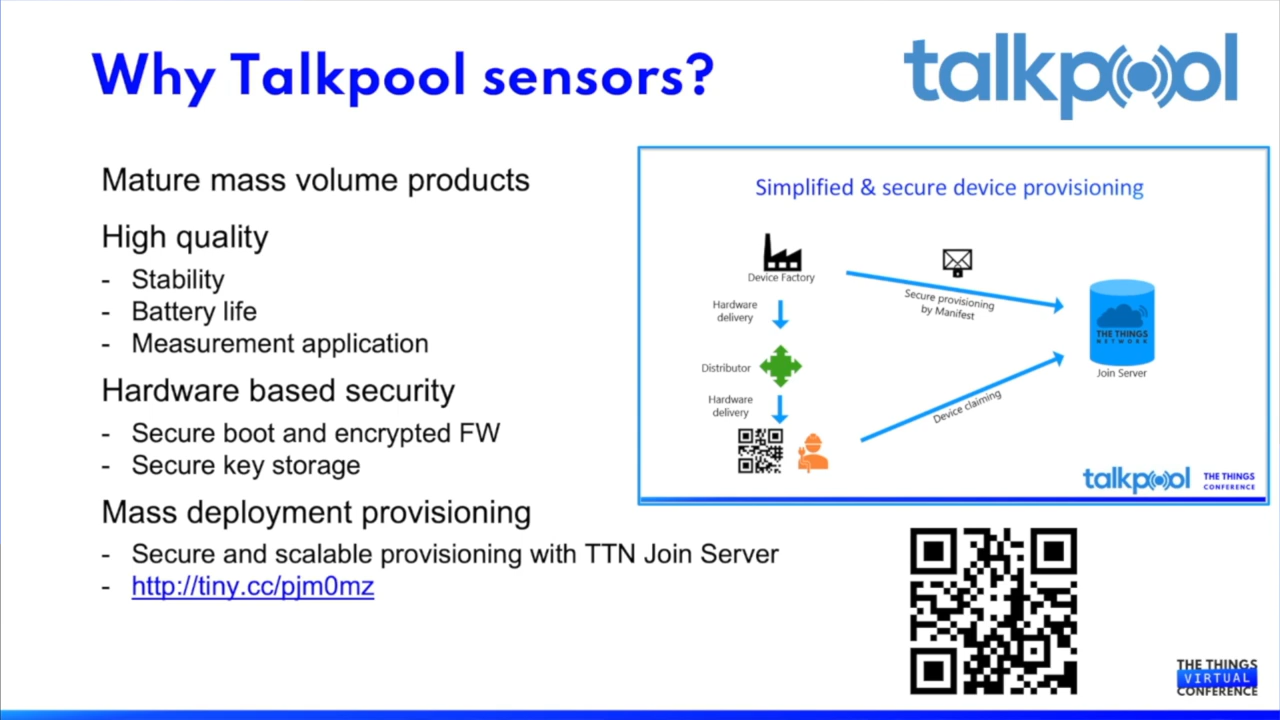 Why Talkpool sensors?
talkpool
Mature mass volume products
High quality
- Stability
- Battery life
- Measurement application
Hardware based security
- Secure boot and encrypted FW
- Secure key storage
Mass deployment provisioning
- Secure and scalable provisioning with TTN Join Server
- http://tiny.cc/pjm0mz
Simplified & secure device provisioning
Device Factory
Secure provisioning
by Manifest
Hardware
delivery
THE THINGS
NETWORK
Join Server
Distributor
Hardware
delivery
Device claiming
talkpool
THE THINGS
CONFERENCE
THE THINGS
VIRTUAL
CONFERENCE